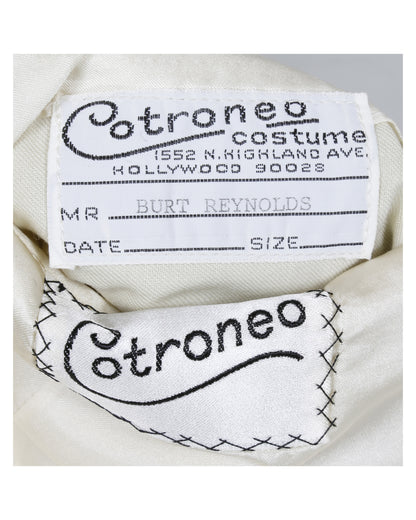 Cotroneo
costume
1552 N. HIGHLAND AVE.
HOLLYWOOD 90028
MR BURT REYNOLDS
DATE SIZE
Cotroneo